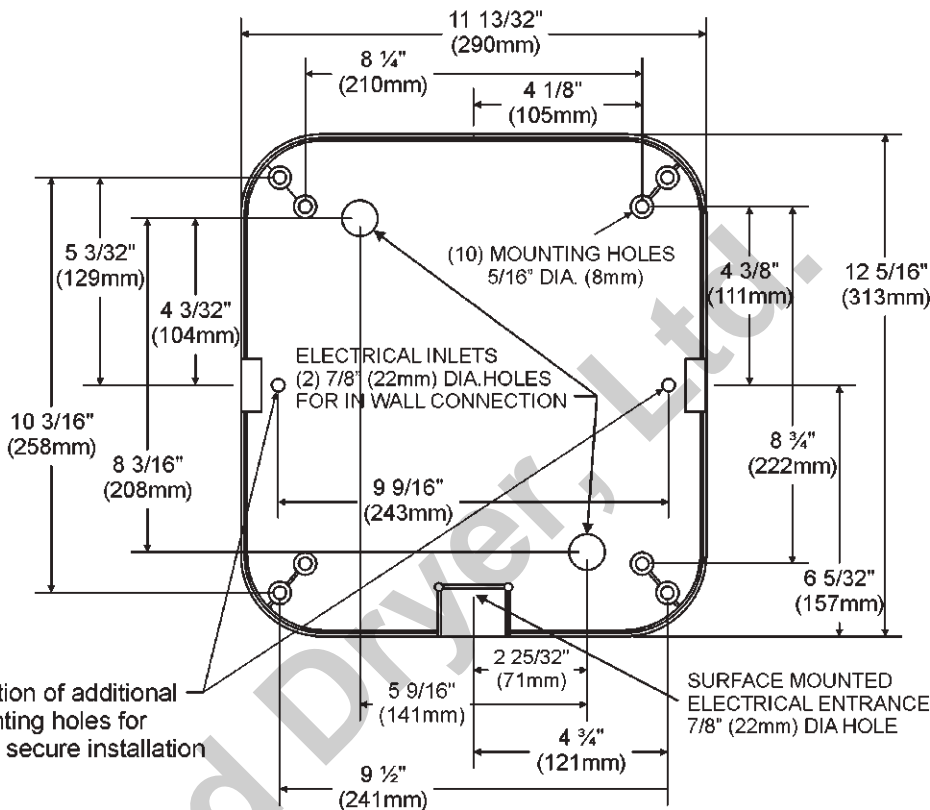 11 13/32"
(290mm)
8 ¼"
(210mm)
4 1/8"
(105mm)
5 3/32"
(129mm)
4 3/32"
(104mm)
(10) MOUNTING HOLES
5/16" DIA. (8mm)
4 3/8"
(111mm)
12 5/16"
(313mm)
ELECTRICAL INLETS
(2) 7/8" (22mm) DIA.HOLES
FOR IN WALL CONNECTION
10 3/16"
(258mm)
8 3/16"
(208mm)
8 ¾"
(222mm)
9 9/16"
(243mm)
6 5/32"
(157mm)
2 25/32"
(71mm)
5 9/16"
(141mm)
tion of additional
nting holes for
secure installation
SURFACE MOUNTED
ELECTRICAL ENTRANCE
7/8" (22mm) DIA HOLE
4 ¾"
(121mm)
9 ½"
(241mm)
d Dryer, Ltd.